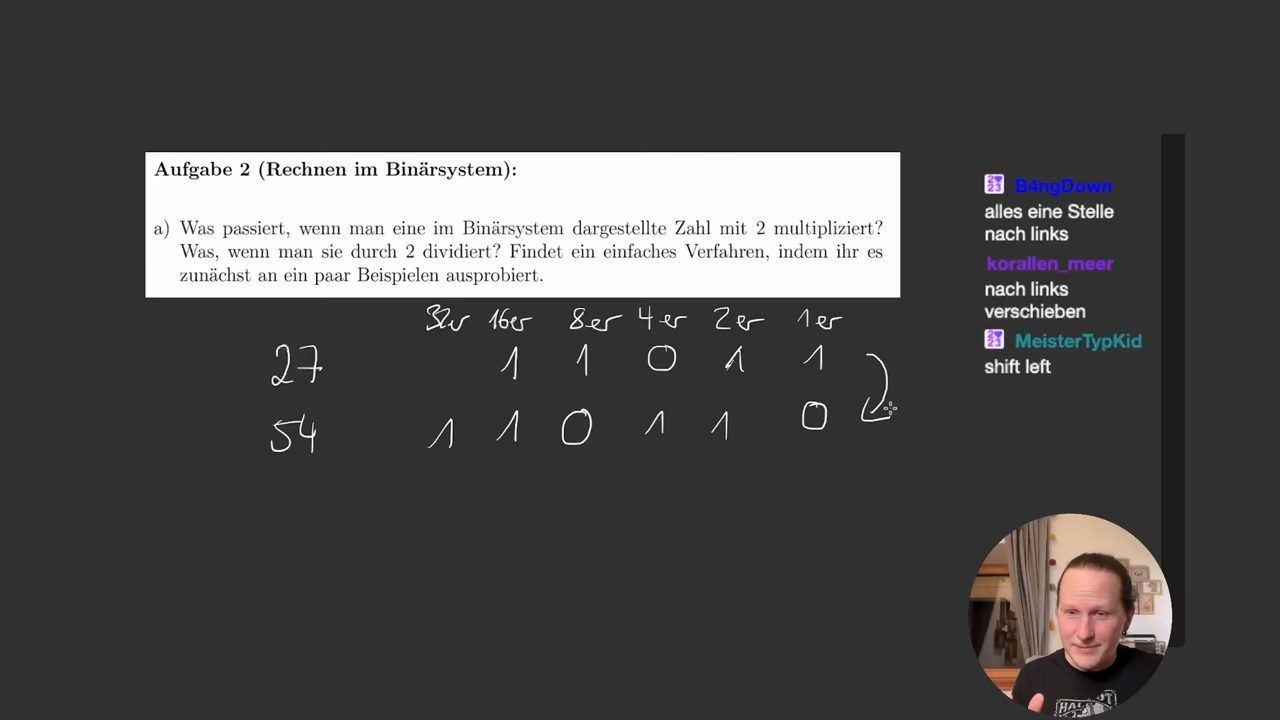 Aufgabe 2 (Rechnen im Binärsystem):
a) Was passiert, wenn man eine im Binärsystem dargestellte Zahl mit 2 multipliziert?
Was, wenn man sie durch 2 dividiert? Findet ein einfaches Verfahren, indem ihr es
zunächst an ein paar Beispielen ausprobiert.
32er 16er 8er 4er 2er 1er
27 1 1 0 1 1
54 1 1 0 1 1 0
B4ngDown
alles eine Stelle
nach links
korallen_meer
nach links
verschieben
MeisterTypKid
shift left